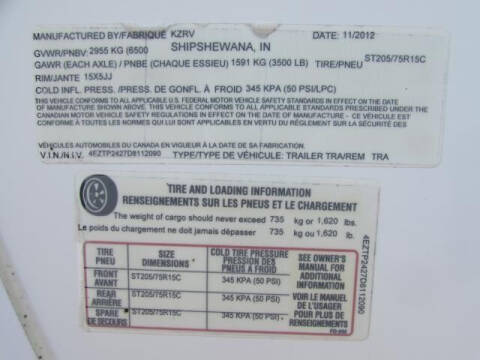 MANUFACTURED BY/FABRIQUÉ KZRV DATE: 11/2012
GVWR/PNBV: 2955 KG (6500 SHIPSHEWANA, IN
GAWR (EACH AXLE) / PNBE (CHAQUE ESSIEU) 1591 KG (3500 LB) TIRE/PNEU ST205/75R15C
RIM/JANTE 15X5JJ
COLD INFL. PRESS. /PRESS. DE GONFL. À FROID 345 KPA (50 PSI/LPC)
THIS VEHICLE CONFORMS TO ALL APPLICABLE U.S. FEDERAL MOTOR VEHICLE SAFETY STANDARDS IN EFFECT ON THE DATE
OF MANUFACTURE SHOWN ABOVE. THIS VEHICLE CONFORMS TO ALL APPLICABLE STANDARDS PRESCRIBED UNDER THE
CANADIAN MOTOR VEHICLE SAFETY REGULATIONS IN EFFECT ON THE DATE OF MANUFACTURE - CE VÉHICULE EST
CONFORME À TOUTES LES NORMES QUI LUI SONT APPLICABLES EN VERTU DU RÈGLEMENT SUR LA SÉCURITÉ DES
VÉHICULES AUTOMOBILES DU CANADA EN VIGUEUR À LA DATE DE SA FABRICATION.
V.I.N./N.I.V. 4EZTP2427D8112090 TYPE/TYPE DE VÉHICULE: TRAILER TRA/REM TRA
TIRE AND LOADING INFORMATION
RENSEIGNEMENTS SUR LES PNEUS ET LE CHARGEMENT
The weight of cargo should never exceed 735 kg or 1,620 lbs.
Le poids du chargement ne doit jamais dépasser 735 kg ou 1,620 lb.
TIRE PNEU
SIZE DIMENSIONS
COLD TIRE PRESSURE
PRESSION DES
PNEUS A FROID
SEE OWNER'S
MANUAL FOR
ADDITIONAL
INFORMATION
VOIR LE MANUEL
DE L'USAGER
POUR PLUS DE
RENSEIGNEMENTS
FRONT AVANT ST205/75R15C 345 KPA (50 PSI)
REAR ARRIÈRE ST205/75R15C 345 KPA (50 PSI)
SPARE DE SECOURS ST205/75R15C 345 KPA (50 PSI)
4EZTP2427D8112090